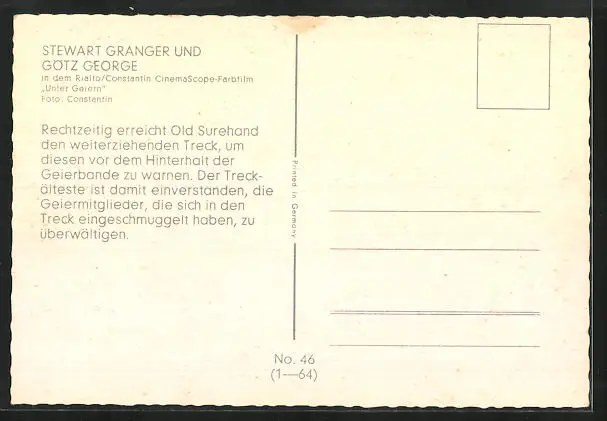 STEWART GRANGER UND
GÖTZ GEORGE
in dem Rialto/Constantin CinemaScope-Farbfilm
„Unter Geiern“
Foto: Constantin
Rechtzeitig erreicht Old Surehand
den weiterziehenden Treck, um
diesen vor dem Hinterhalt der
Geierbande zu warnen. Der Treck-
älteste ist damit einverstanden, die
Geiermitglieder, die sich in den
Treck eingeschmuggelt haben, zu
überwältigen.
Printed in Germany
No. 46
(1—64)